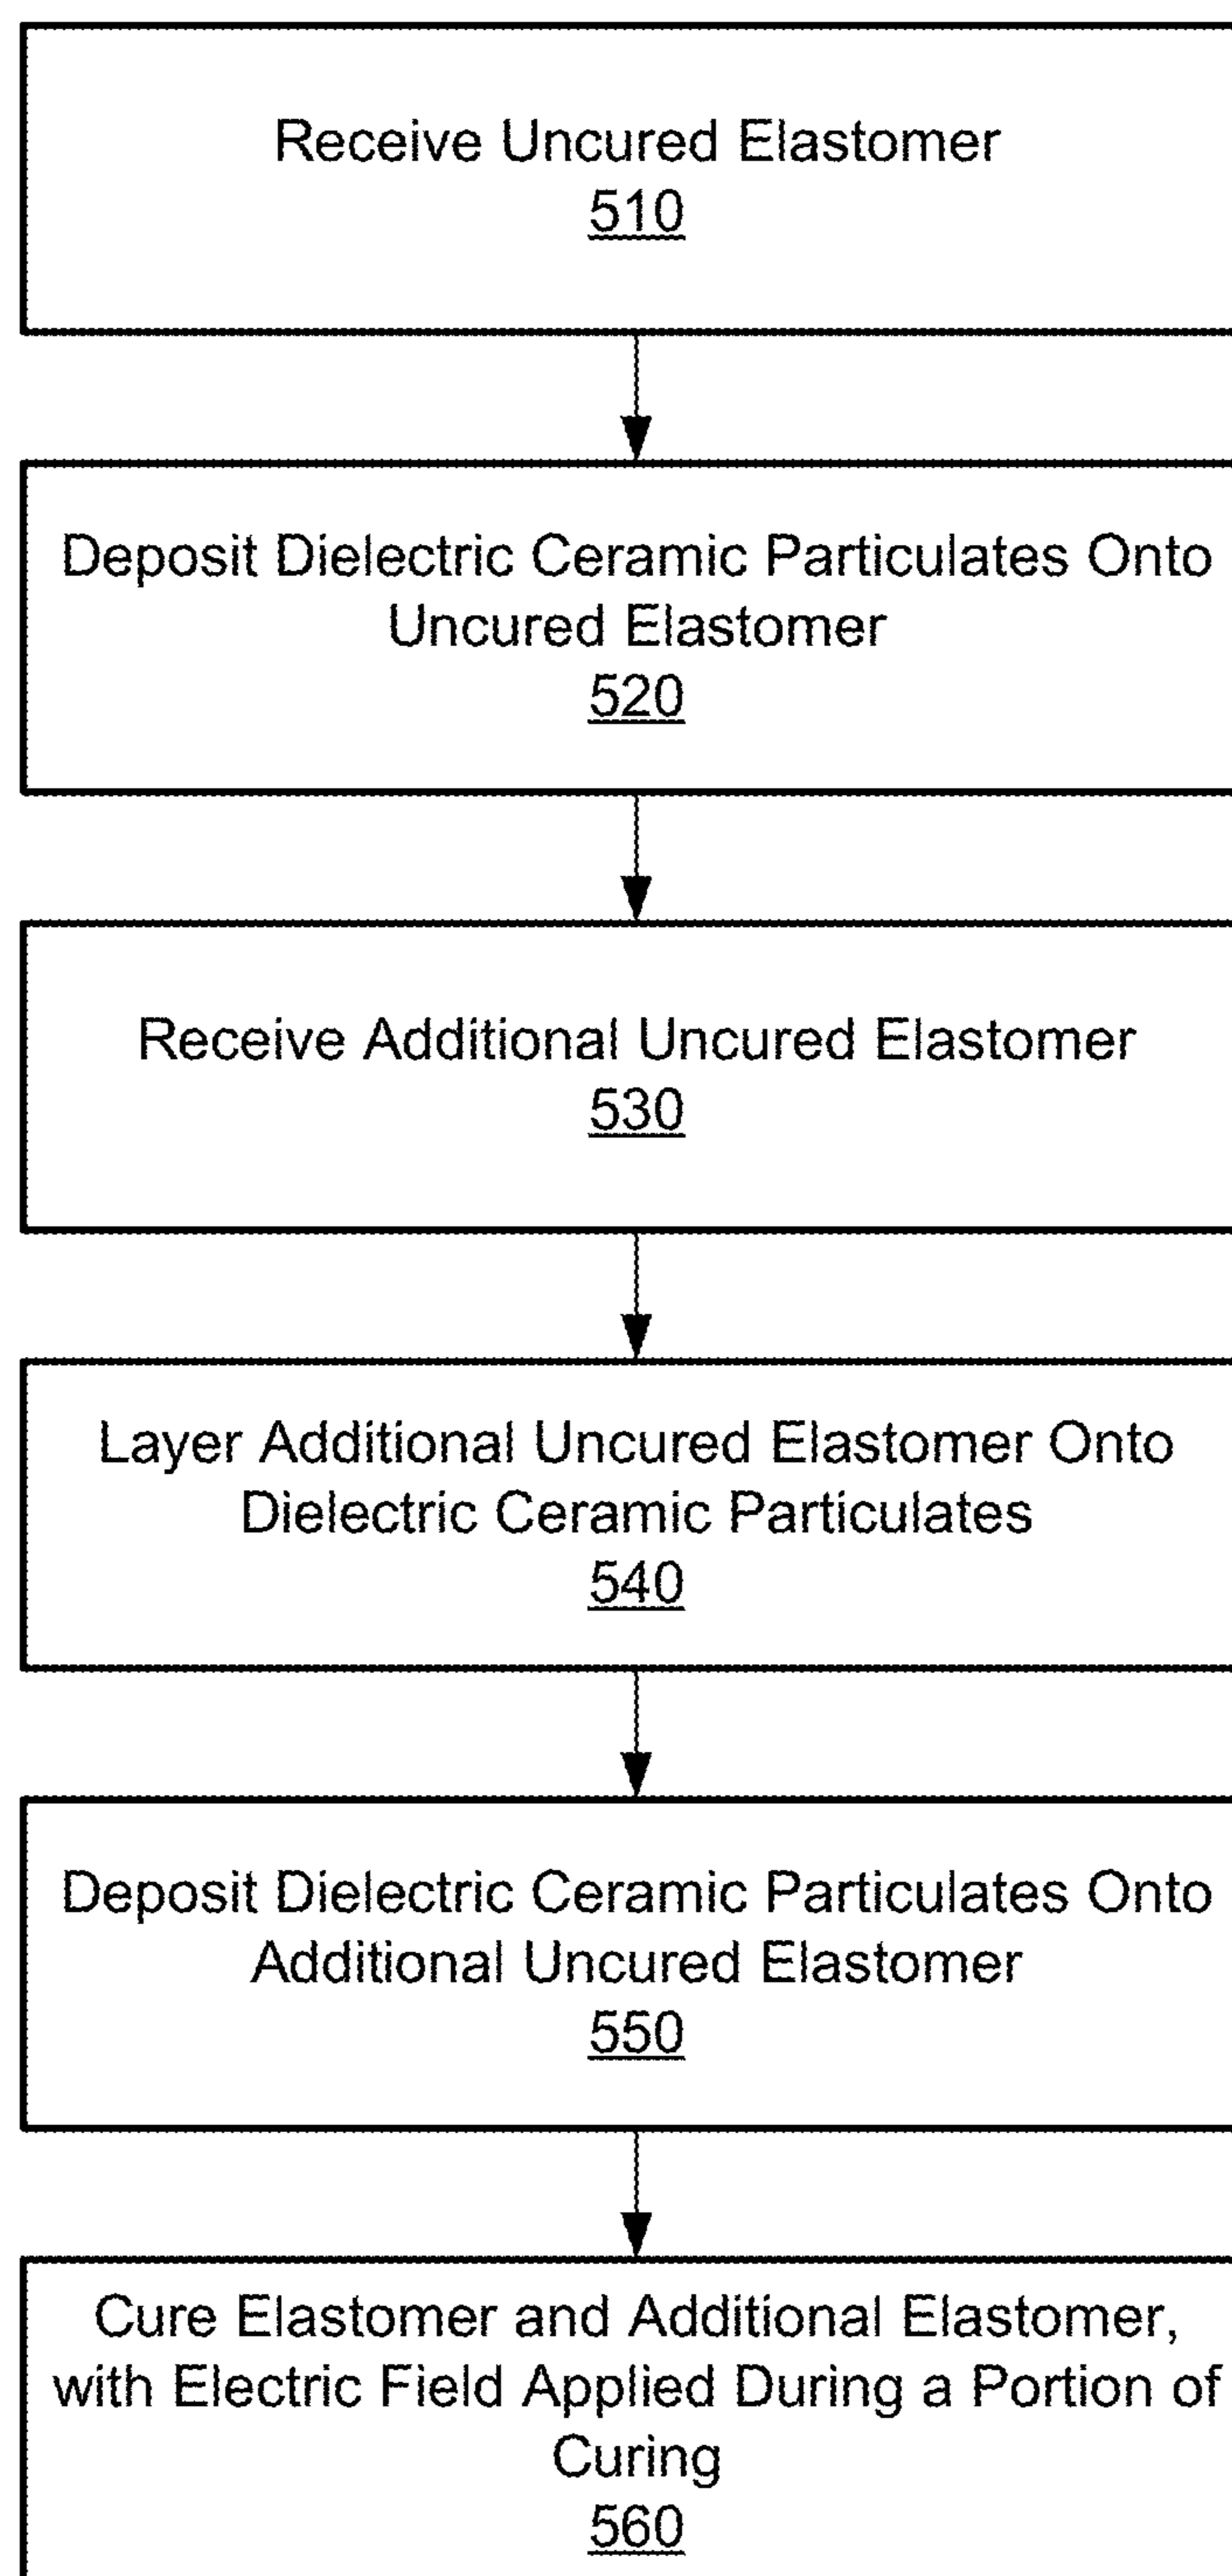 Receive Uncured Elastomer
510
Deposit Dielectric Ceramic Particulates Onto
Uncured Elastomer
520
Receive Additional Uncured Elastomer
530
Layer Additional Uncured Elastomer Onto
Dielectric Ceramic Particulates
540
Deposit Dielectric Ceramic Particulates Onto
Additional Uncured Elastomer
550
Cure Elastomer and Additional Elastomer,
with Electric Field Applied During a Portion of
Curing
560